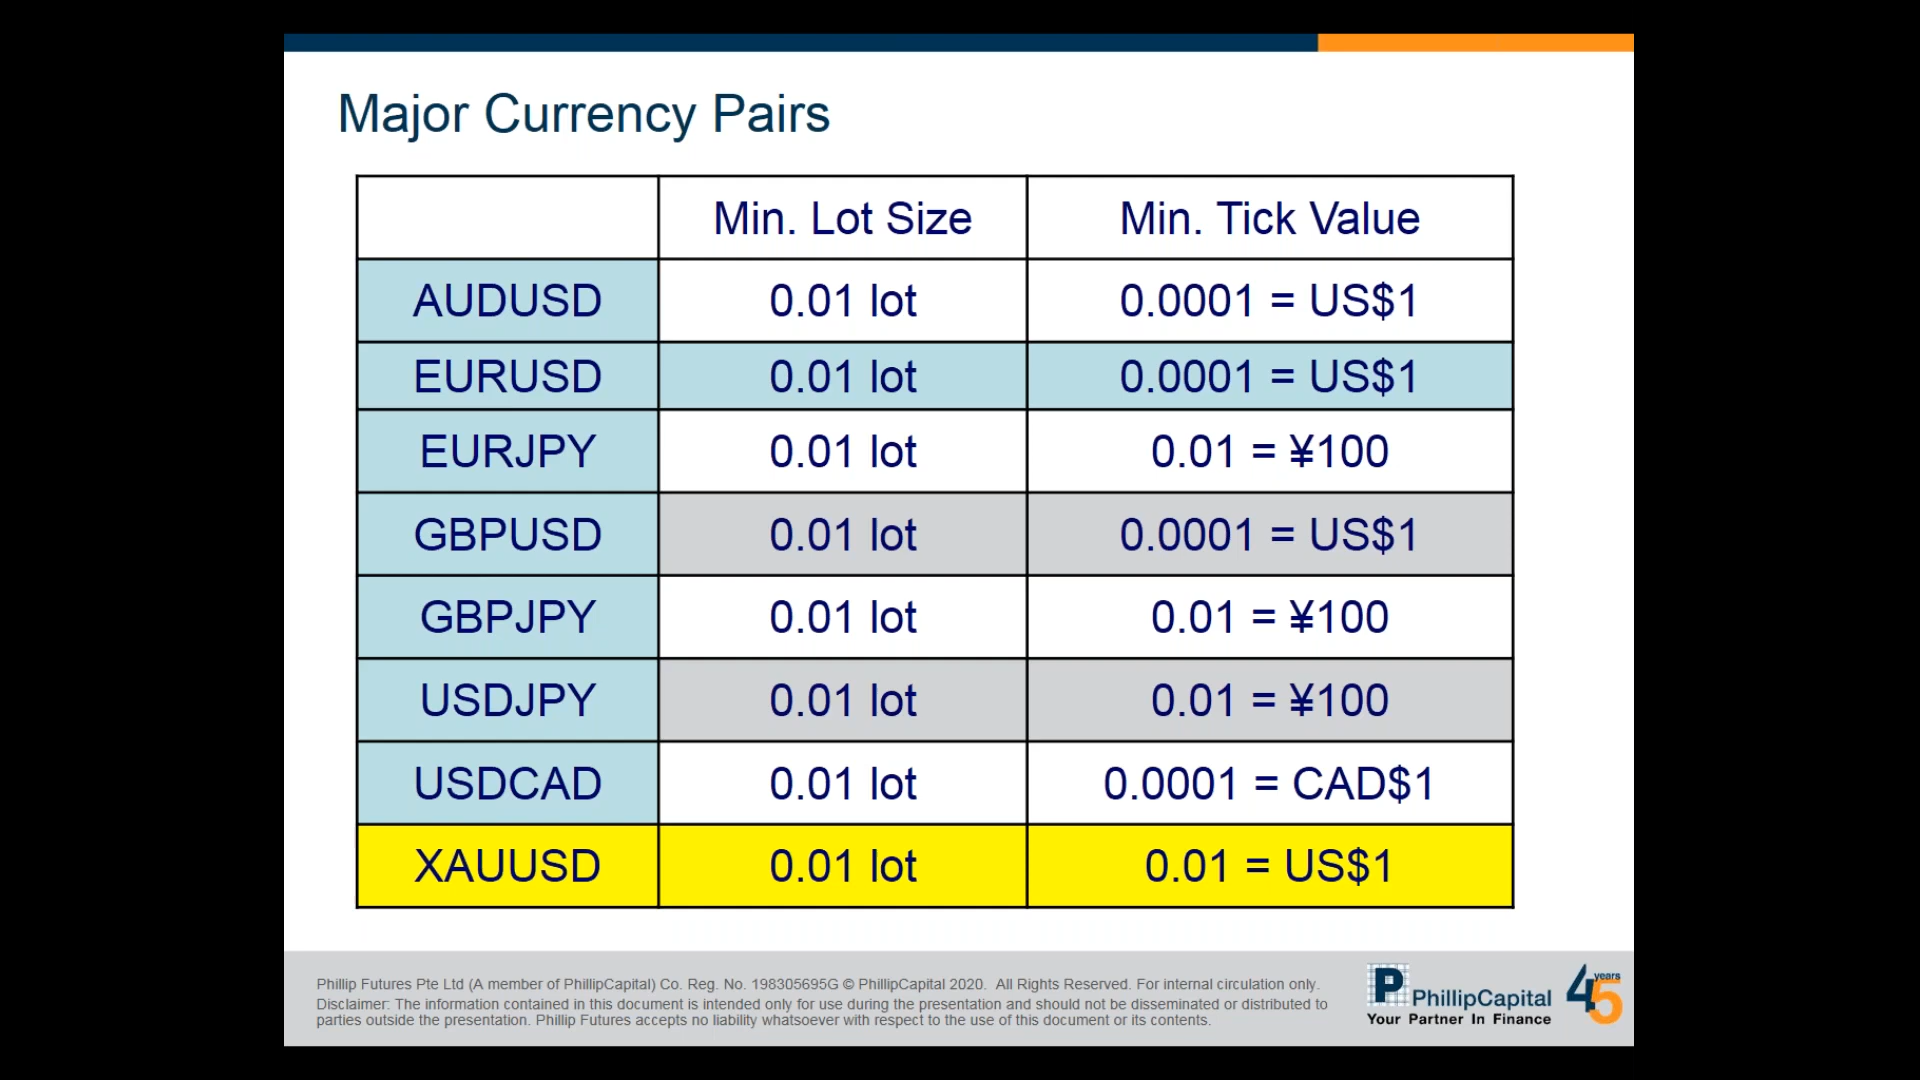 Major Currency Pairs
Min. Lot Size Min. Tick Value
AUDUSD 0.01 lot 0.0001 = US$1
EURUSD 0.01 lot 0.0001 = US$1
EURJPY 0.01 lot 0.01 = ¥100
GBPUSD 0.01 lot 0.0001 = US$1
GBPJPY 0.01 lot 0.01 = ¥100
USDJPY 0.01 lot 0.01 = ¥100
USDCAD 0.01 lot 0.0001 = CAD$1
XAUUSD 0.01 lot 0.01 = US$1
Phillip Futures Pte Ltd (A member of PhillipCapital) Co. Reg. No. 198305695G © PhillipCapital 2020. All Rights Reserved. For internal circulation only.
Disclaimer: The information contained in this document is intended only for use during the presentation and should not be disseminated or distributed to
parties outside the presentation. Phillip Futures accepts no liability whatsoever with respect to the use of this document or its contents.
P PhillipCapital
Your Partner In Finance
45 years